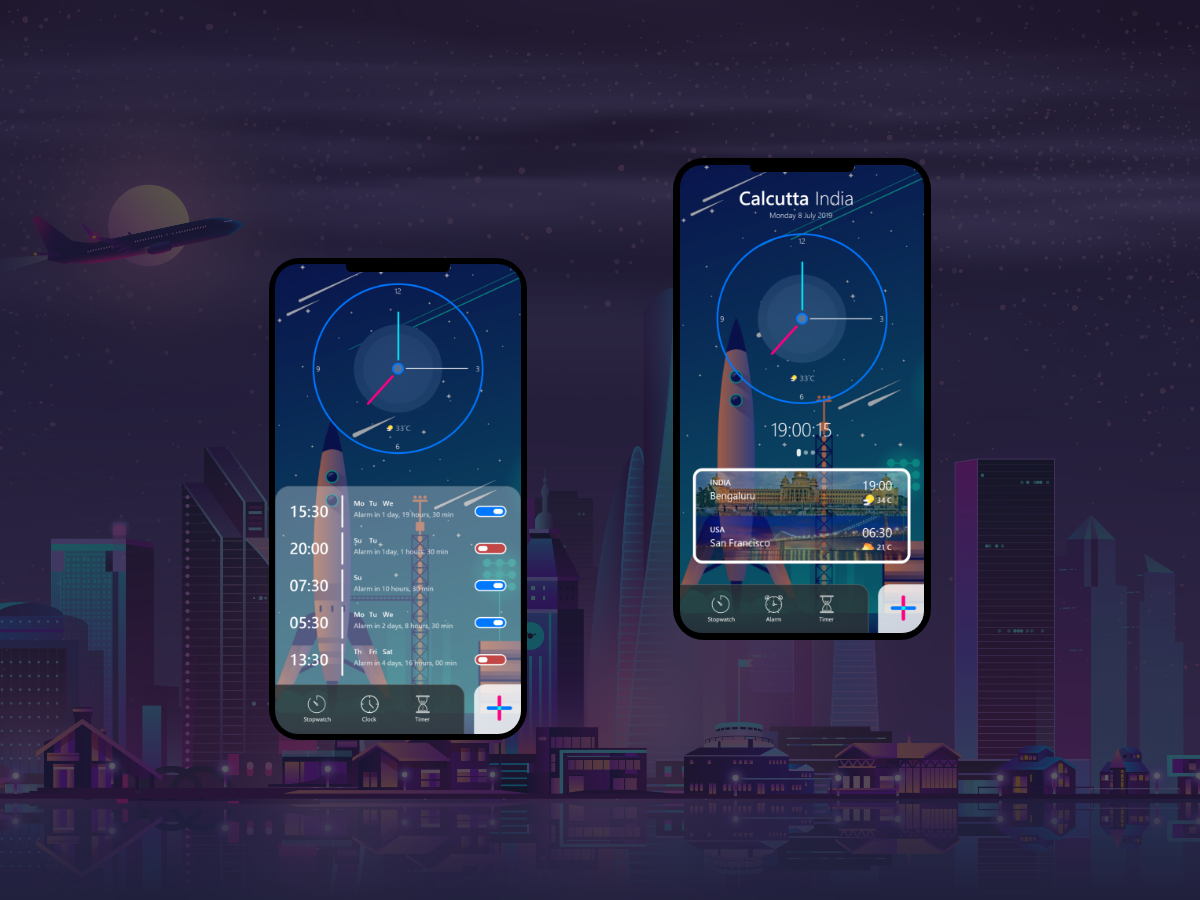 12
9
3
33°C
6
15:30
Mo Tu We
Alarm in 1 day, 19 hours, 30 min
20:00
Su Tu
Alarm in 1day, 1 hours, 30 min
07:30
Su
Alarm in 10 hours, 30 min
05:30
Mo Tu We
Alarm in 2 days, 8 hours, 30 min
13:30
Th Fri Sat
Alarm in 4 days, 16 hours, 00 min
Stopwatch Clock Timer
Calcutta India
Monday 8 July 2019
12
9
3
33°C
6
19:00:15
INDIA
Bengaluru
19:00
34 C
USA
San Francisco
06:30
21 C
Stopwatch Alarm Timer